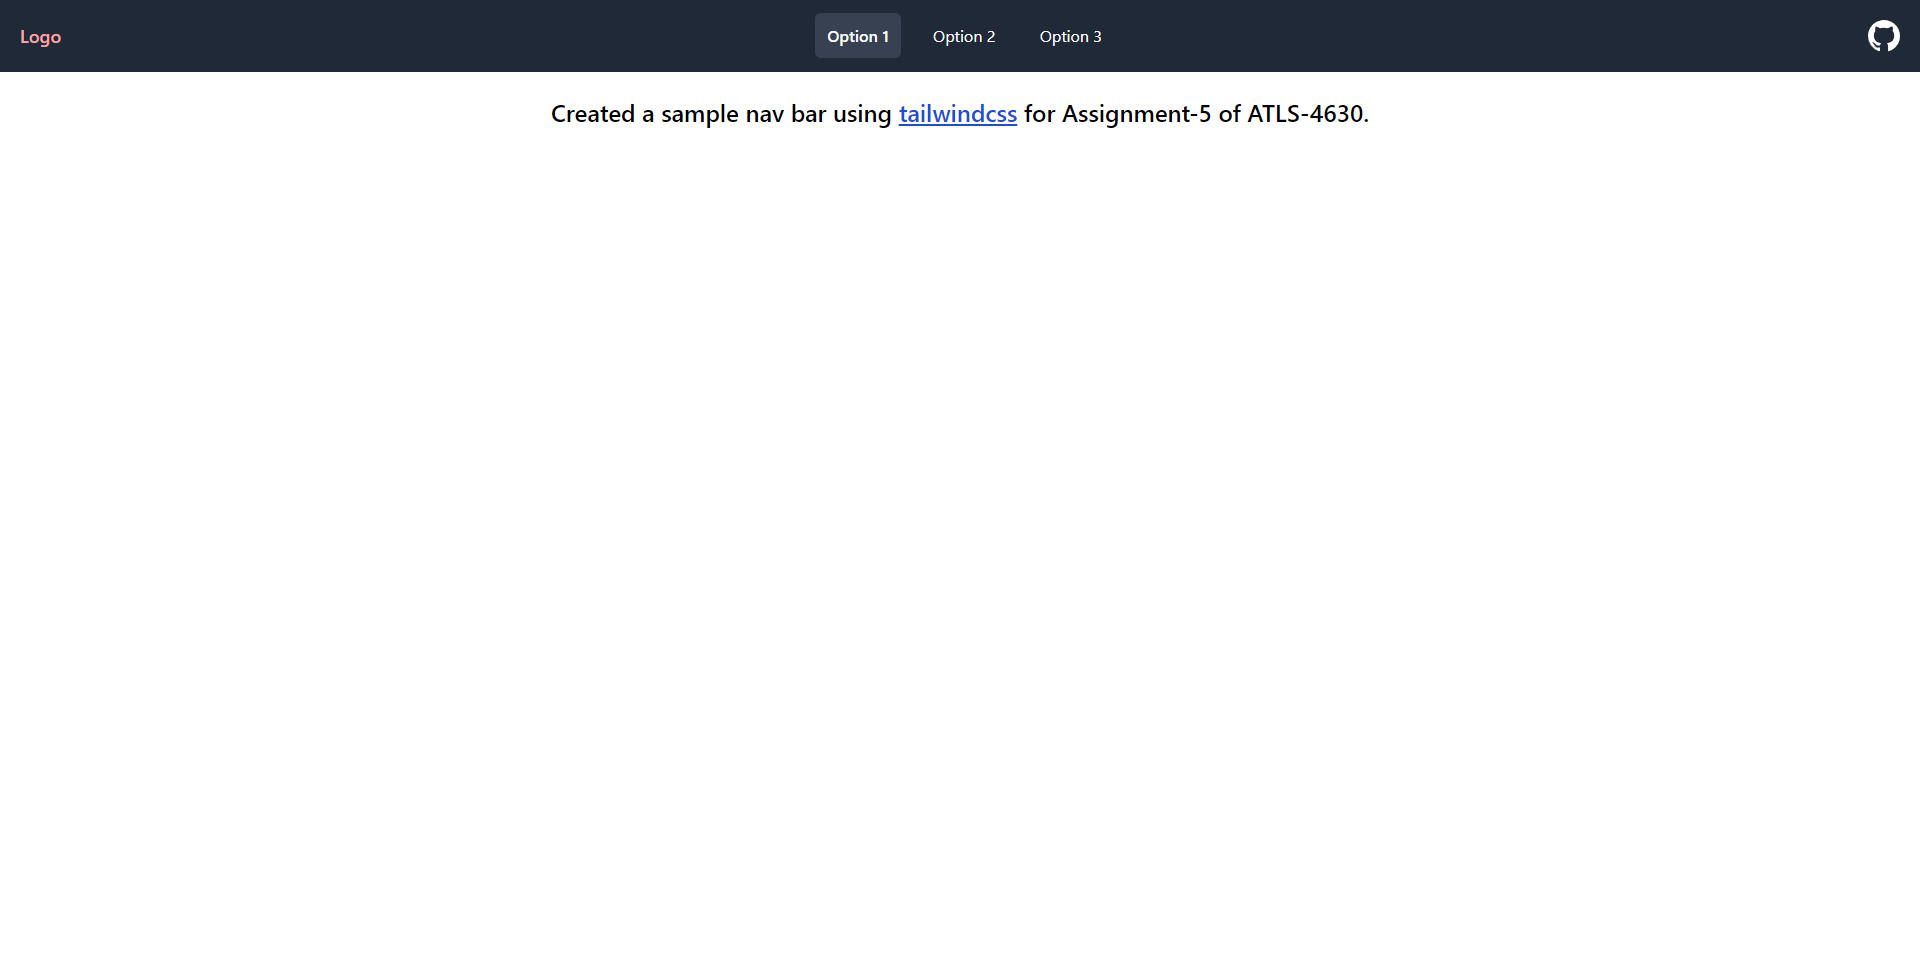 Logo
Option 1
Option 2
Option 3
Created a sample nav bar using tailwindcss for Assignment-5 of ATLS-4630.